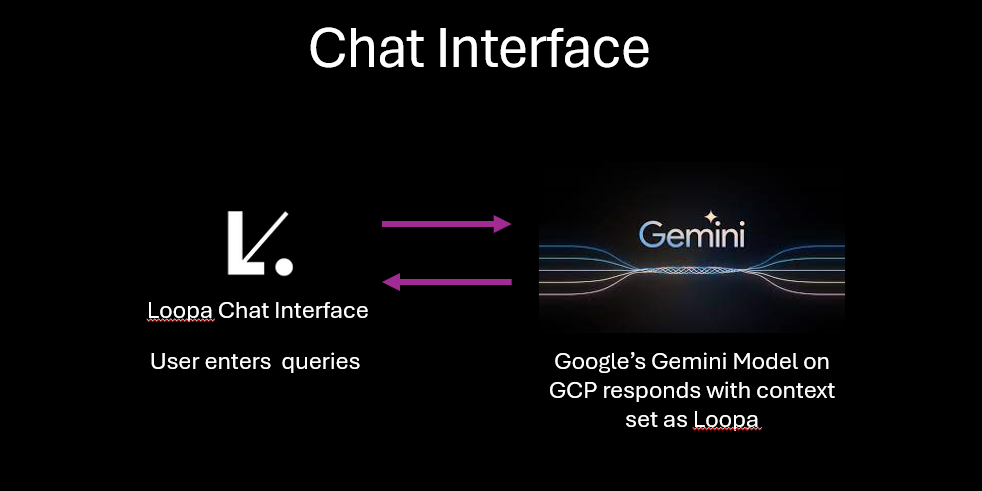 Chat Interface
Gemini
Loopa Chat Interface
User enters  queries
Google’s Gemini Model on
GCP responds with context
set as Loopa